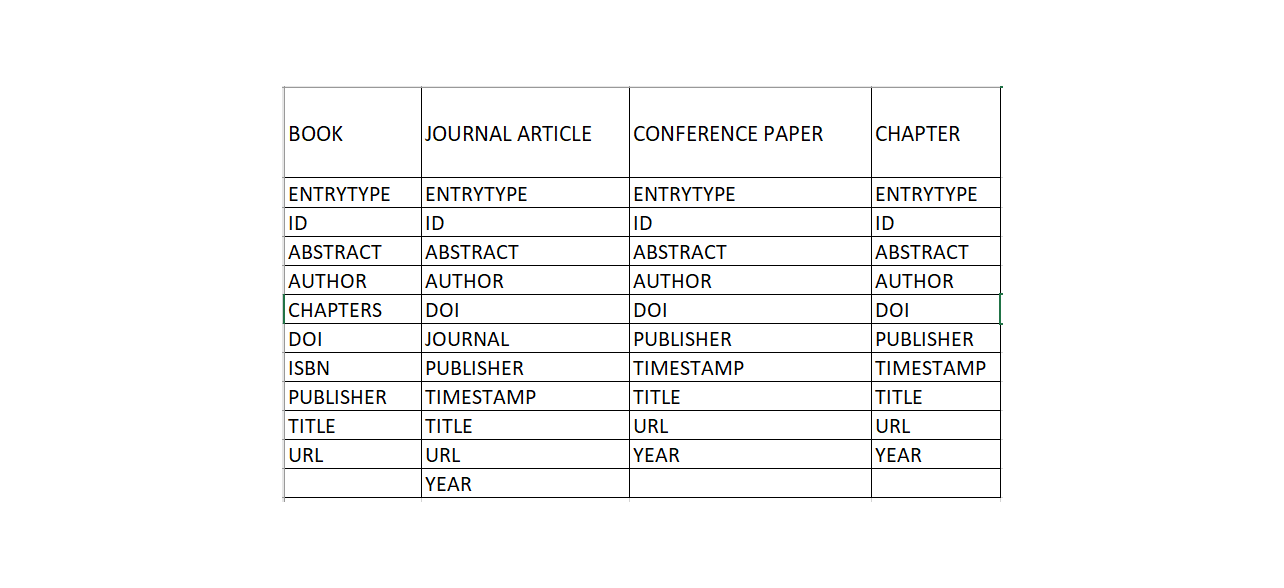 BOOK JOURNAL ARTICLE CONFERENCE PAPER CHAPTER
ENTRYTYPE ENTRYTYPE ENTRYTYPE ENTRYTYPE
ID ID ID ID
ABSTRACT ABSTRACT ABSTRACT ABSTRACT
AUTHOR AUTHOR AUTHOR AUTHOR
CHAPTERS DOI DOI DOI
DOI JOURNAL PUBLISHER PUBLISHER
ISBN PUBLISHER TIMESTAMP TIMESTAMP
PUBLISHER TIMESTAMP TITLE TITLE
TITLE TITLE URL URL
URL URL YEAR YEAR
YEAR